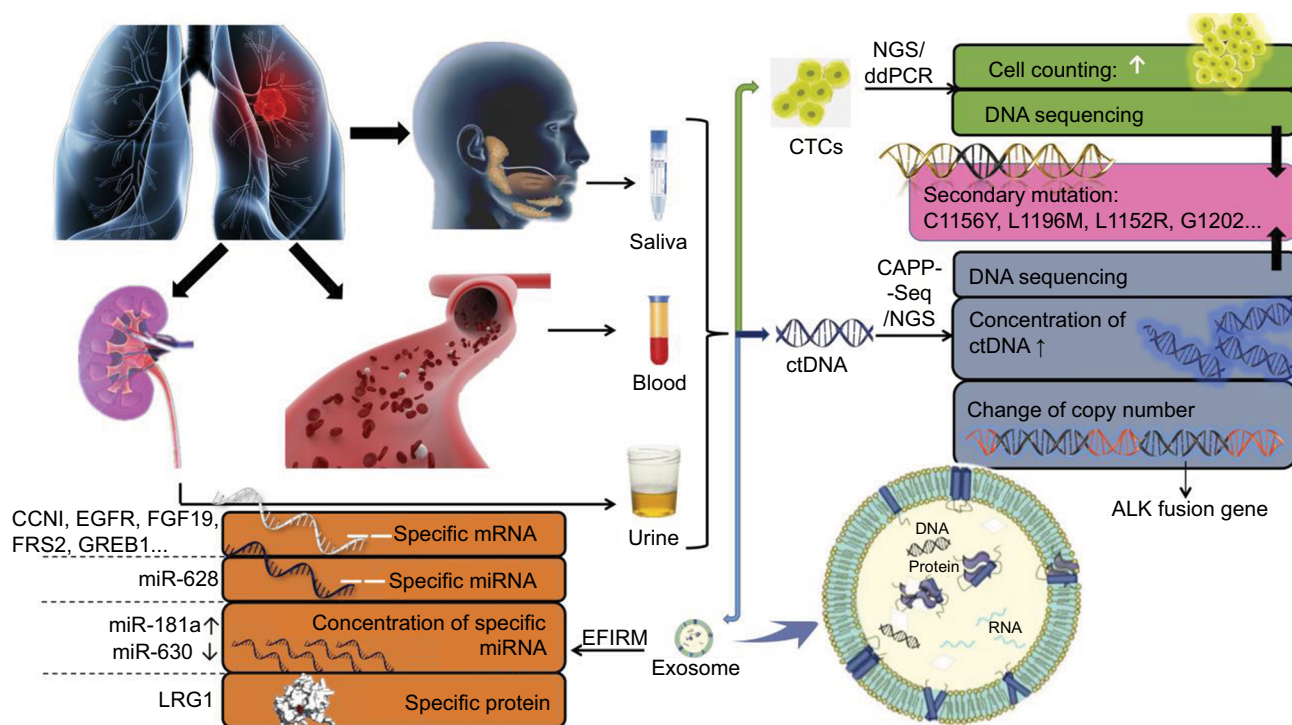 NGS/
ddPCR
Cell counting: ↑
DNA sequencing
CTCs
Secondary mutation:
C1156Y, L1196M, L1152R, G1202...
Saliva
Blood
Urine
CAPP-
-Seq
/NGS
ctDNA
DNA sequencing
Concentration of
ctDNA ↑
Change of copy number
ALK fusion gene
CCNI, EGFR, FGF19,
FRS2, GREB1...
Specific mRNA
miR-628
Specific miRNA
miR-181a↑
miR-630 ↓
Concentration of specific
miRNA
LRG1
Specific protein
EFIRM
Exosome
DNA
Protein
RNA